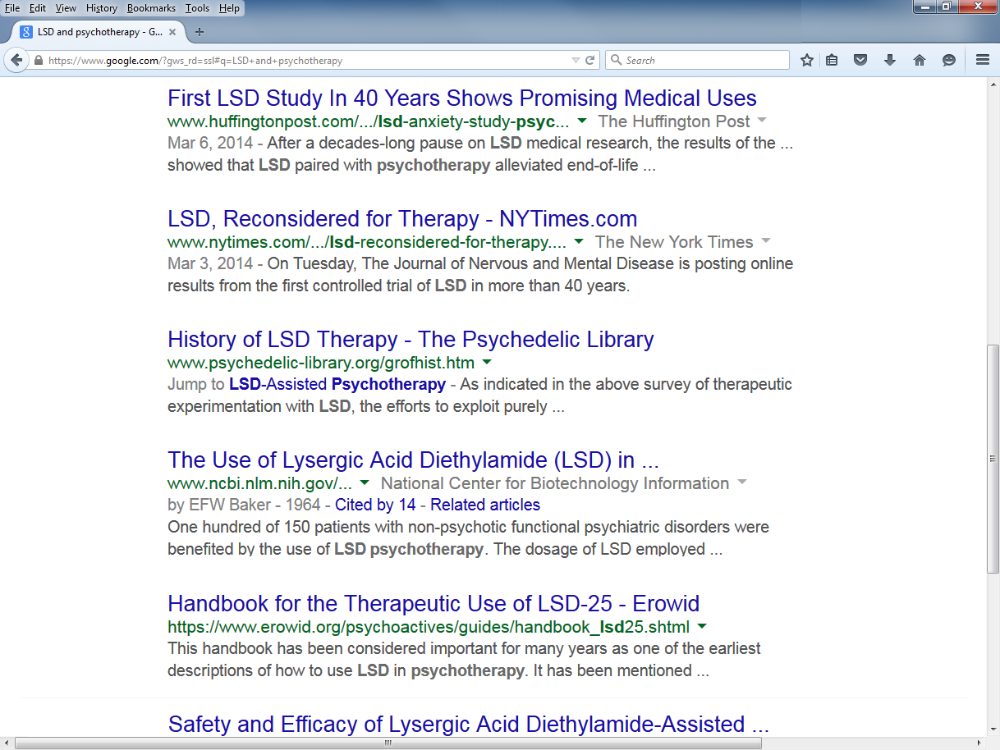 File Edit View History Bookmarks Tools Help
LSD and psychotherapy - G...
https://www.google.com/?gws_rd=ssl#q=LSD+and+psychotherapy
Search
First LSD Study In 40 Years Shows Promising Medical Uses
www.huffingtonpost.com/.../lsd-anxiety-study-psyc... The Huffington Post
Mar 6, 2014 - After a decades-long pause on LSD medical research, the results of the ...
showed that LSD paired with psychotherapy alleviated end-of-life ...
LSD, Reconsidered for Therapy - NYTimes.com
www.nytimes.com/.../lsd-reconsidered-for-therapy.... The New York Times
Mar 3, 2014 - On Tuesday, The Journal of Nervous and Mental Disease is posting online
results from the first controlled trial of LSD in more than 40 years.
History of LSD Therapy - The Psychedelic Library
www.psychedelic-library.org/grofhist.htm
Jump to LSD-Assisted Psychotherapy - As indicated in the above survey of therapeutic
experimentation with LSD, the efforts to exploit purely ...
The Use of Lysergic Acid Diethylamide (LSD) in ...
www.ncbi.nlm.nih.gov/... National Center for Biotechnology Information
by EFW Baker - 1964 - Cited by 14 - Related articles
One hundred of 150 patients with non-psychotic functional psychiatric disorders were
benefited by the use of LSD psychotherapy. The dosage of LSD employed ...
Handbook for the Therapeutic Use of LSD-25 - Erowid
https://www.erowid.org/psychoactives/guides/handbook_lsd25.shtml
This handbook has been considered important for many years as one of the earliest
descriptions of how to use LSD in psychotherapy. It has been mentioned ...
Safety and Efficacy of Lysergic Acid Diethylamide-Assisted ...